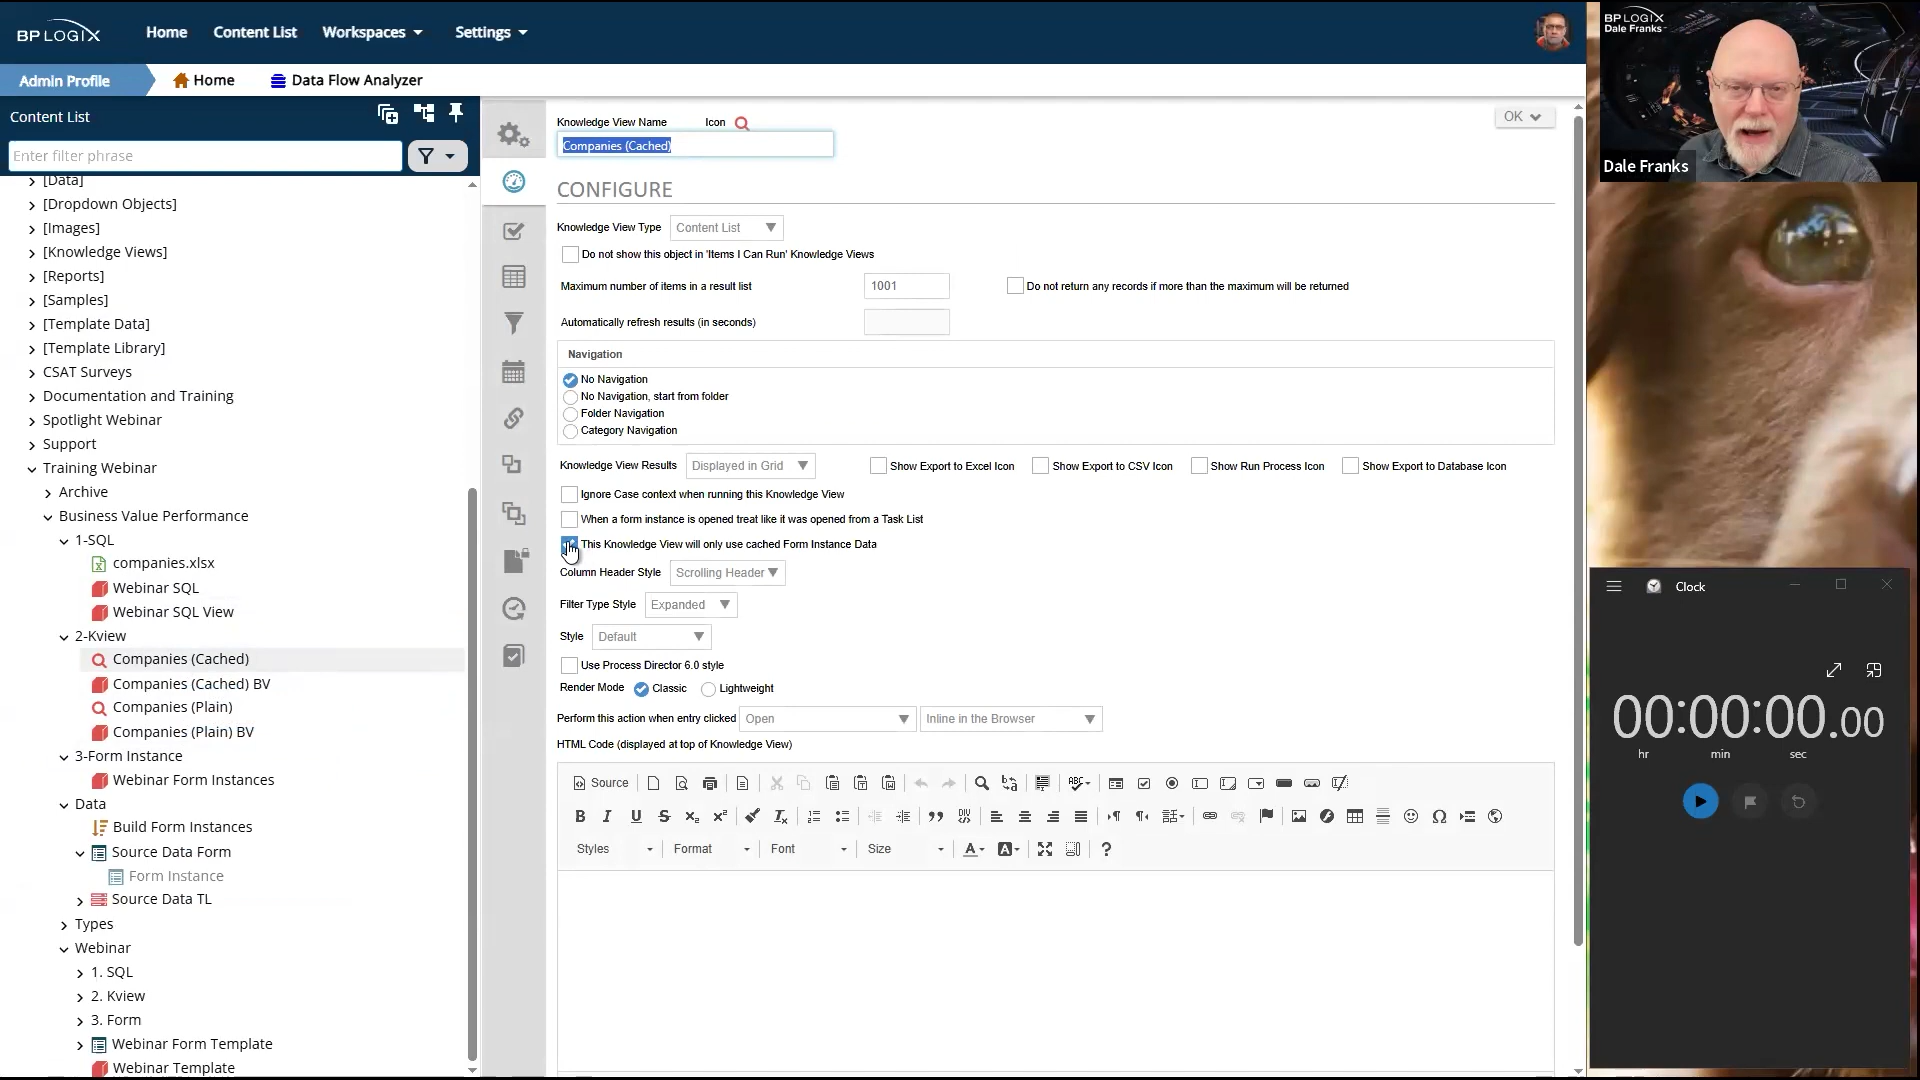 BP LOGIX
Home Content List Workspaces Settings
BP LOGIX
Dale Franks
Dale Franks
Admin Profile
Home Data Flow Analyzer
Content List
Enter filter phrase
[Data]
[Dropdown Objects]
[Images]
[Knowledge Views]
[Reports]
[Samples]
[Template Data]
[Template Library]
CSAT Surveys
Documentation and Training
Spotlight Webinar
Support
Training Webinar
Archive
Business Value Performance
1-SQL
companies.xlsx
Webinar SQL
Webinar SQL View
2-Kview
Companies (Cached)
Companies (Cached) BV
Companies (Plain)
Companies (Plain) BV
3-Form Instance
Webinar Form Instances
Data
Build Form Instances
Source Data Form
Form Instance
Source Data TL
Types
Webinar
1. SQL
2. Kview
3. Form
Webinar Form Template
Webinar Template
Knowledge View Name Icon
OK
Companies (Cached)
CONFIGURE
Knowledge View Type Content List
Do not show this object in 'Items I Can Run' Knowledge Views
Maximum number of items in a result list 1001 Do not return any records if more than the maximum will be returned
Automatically refresh results (in seconds)
Navigation
No Navigation
No Navigation, start from folder
Folder Navigation
Category Navigation
Knowledge View Results Displayed in Grid Show Export to Excel Icon Show Export to CSV Icon Show Run Process Icon Show Export to Database Icon
Ignore Case context when running this Knowledge View
When a form instance is opened treat like it was opened from a Task List
This Knowledge View will only use cached Form Instance Data
Column Header Style Scrolling Header
Filter Type Style Expanded
Style Default
Use Process Director 6.0 style
Render Mode Classic Lightweight
Perform this action when entry clicked Open Inline in the Browser
HTML Code (displayed at top of Knowledge View)
Source
Styles Format Font Size
Clock
00:00:00.00
hr min sec